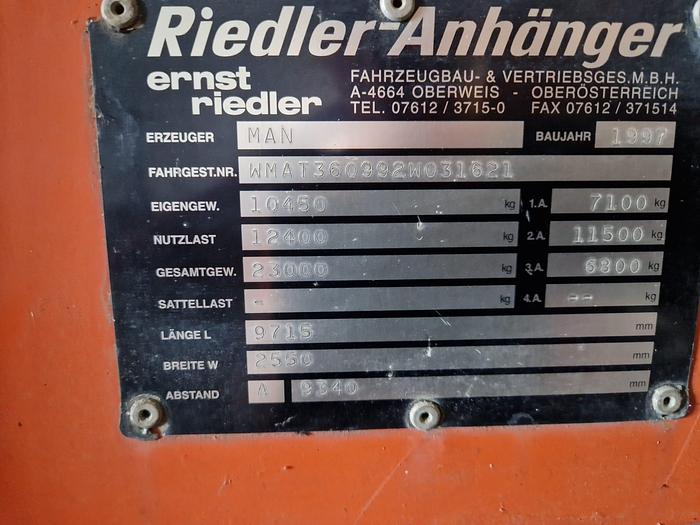 Riedler-Anhänger
ernst riedler
FAHRZEUGBAU- & VERTRIEBSGES.M.B.H.
A-4664 OBERWEIS - OBERÖSTERREICH
TEL. 07612 / 3715-0 FAX 07612 / 371514
ERZEUGER MAN BAUJAHR 1997
FAHRGEST.NR. WMAT360992W031621
EIGENGEW. 10450 kg 1.A. 7100 kg
NUTZLAST 12400 kg 2.A. 11500 kg
GESAMTGEW. 23000 kg 3.A. 6800 kg
SATTELLAST - kg 4.A. -- kg
LÄNGE L 9715 mm
BREITE W 2550 mm
ABSTAND A 9340 mm